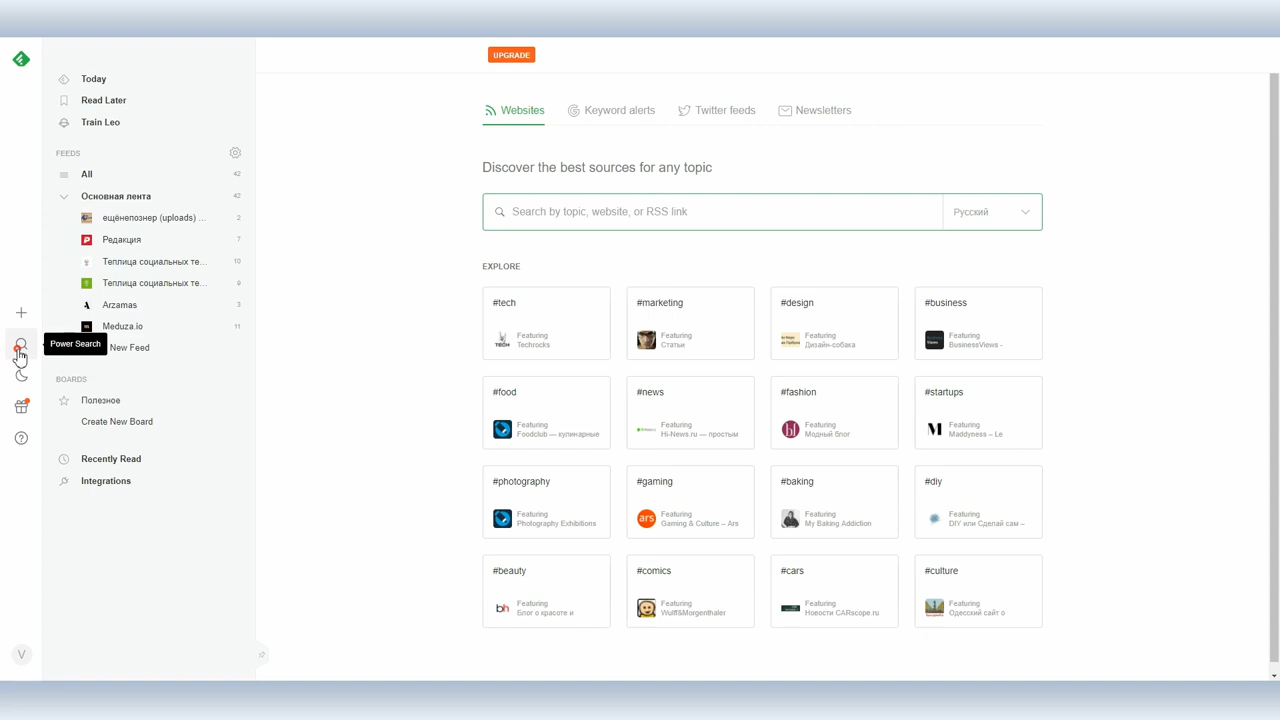 UPGRADE
Today
Read Later
Train Leo
FEEDS
All 42
Основная лента 42
ещёнепознер (uploads) ... 2
Редакция 7
Теплица социальных те... 10
Теплица социальных те... 9
Arzamas 3
Meduza.io 11
Power Search
New Feed
BOARDS
Полезное
Create New Board
Recently Read
Integrations
V
Websites
Keyword alerts
Twitter feeds
Newsletters
Discover the best sources for any topic
Search by topic, website, or RSS link
Русский
EXPLORE
#tech
Featuring
Techrocks
#marketing
Featuring
Статьи
#design
Featuring
Дизайн-собака
#business
Featuring
BusinessViews -
#food
Featuring
Foodclub — кулинарные
#news
Featuring
Hi-News.ru — простым
#fashion
Featuring
Модный блог
#startups
Featuring
Maddyness – Le
#photography
Featuring
Photography Exhibitions
#gaming
ars
Featuring
Gaming & Culture – Ars
#baking
Featuring
My Baking Addiction
#diy
Featuring
DIY или Сделай сам –
#beauty
bh
Featuring
Блог о красоте и
#comics
Featuring
Wulff&Morgenthaler
#cars
Featuring
Новости CARscope.ru
#culture
Featuring
Одесский сайт о